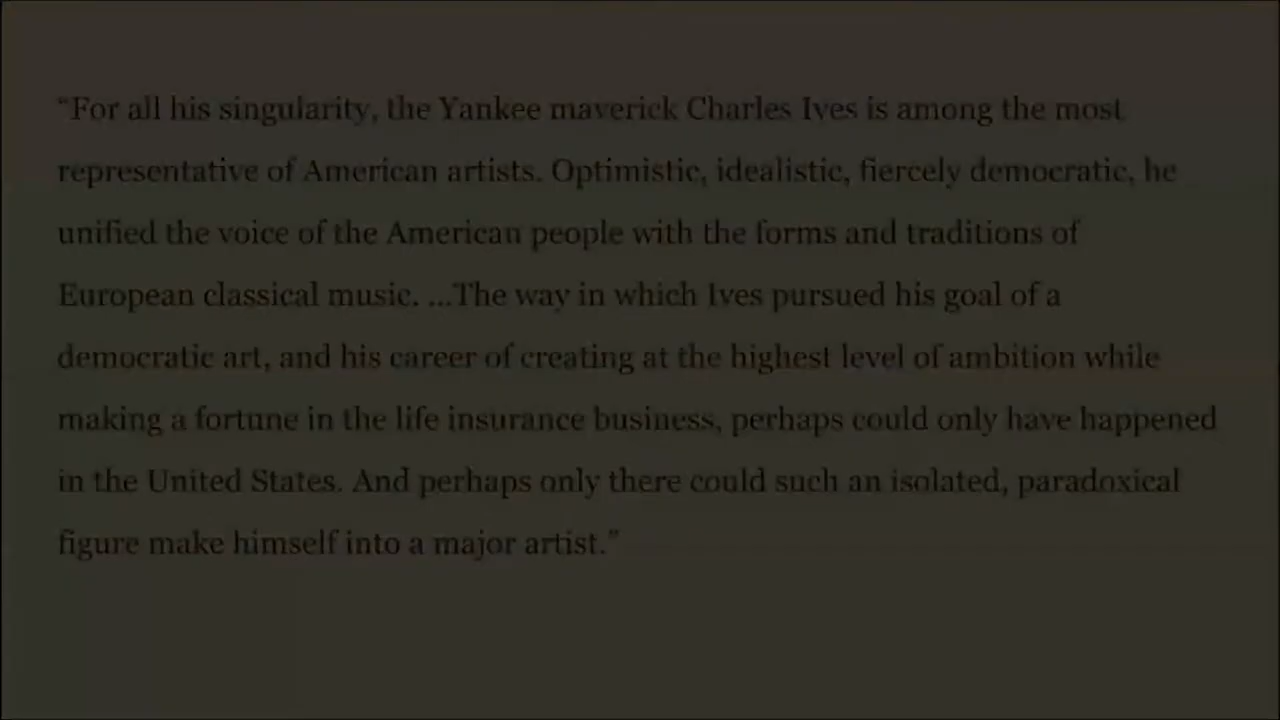 “For all his singularity, the Yankee maverick Charles Ives is among the most
representative of American artists. Optimistic, idealistic, fiercely democratic, he
unified the voice of the American people with the forms and traditions of
European classical music. ...The way in which Ives pursued his goal of a
democratic art, and his career of creating at the highest level of ambition while
making a fortune in the life insurance business, perhaps could only have happened
in the United States. And perhaps only there could such an isolated, paradoxical
figure make himself into a major artist.”